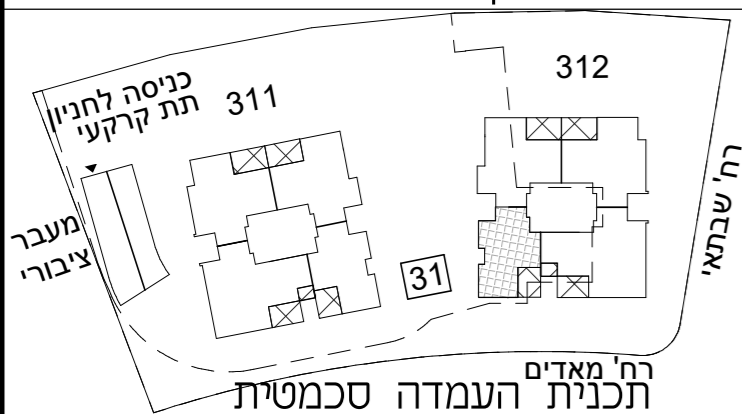 312
311
כניסה לחניון
תת קרקעי
רח' שבתאי
מעבר
ציבורי
31
רח' מאדים
תכנית העמדה סכמטית